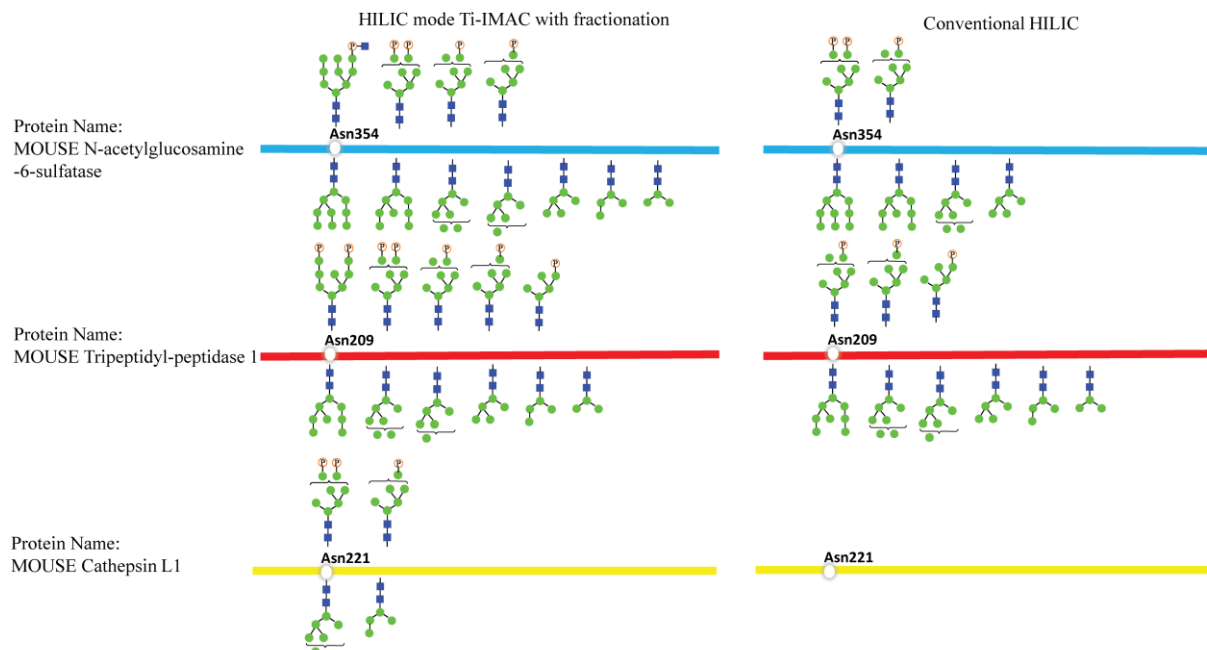 HILIC mode Ti-IMAC with fractionation
Conventional HILIC
P
P P
P
P
P P
P
Protein Name:
MOUSE N-acetylglucosamine
-6-sulfatase
Asn354
Asn354
P P
P P
P
P
P
P
P
P
Protein Name:
MOUSE Tripeptidyl-peptidase 1
Asn209
Asn209
P P
P
Protein Name:
MOUSE Cathepsin L1
Asn221
Asn221